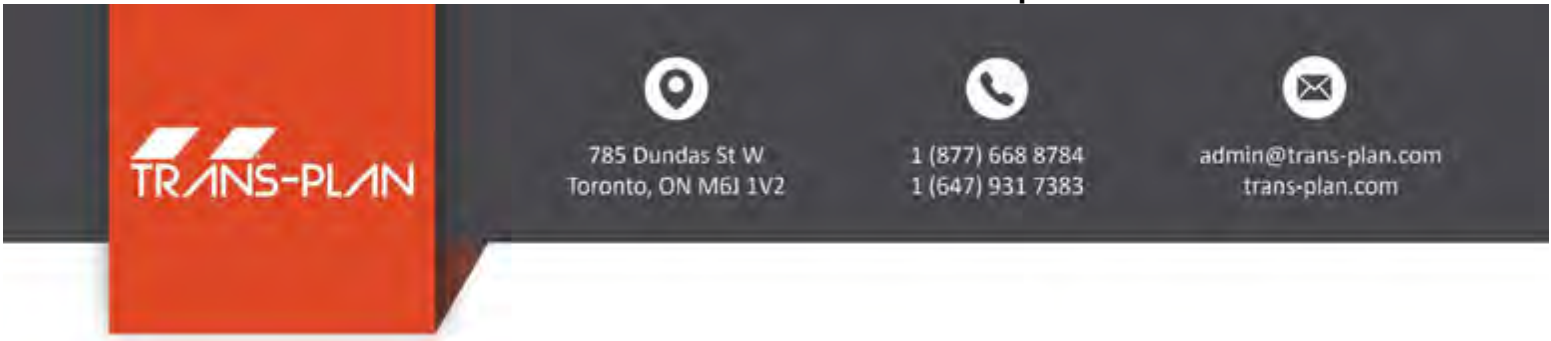 TRANS-PLAN
785 Dundas St W
Toronto, ON M6J 1V2
1 (877) 668 8784
1 (647) 931 7383
admin@trans-plan.com
trans-plan.com